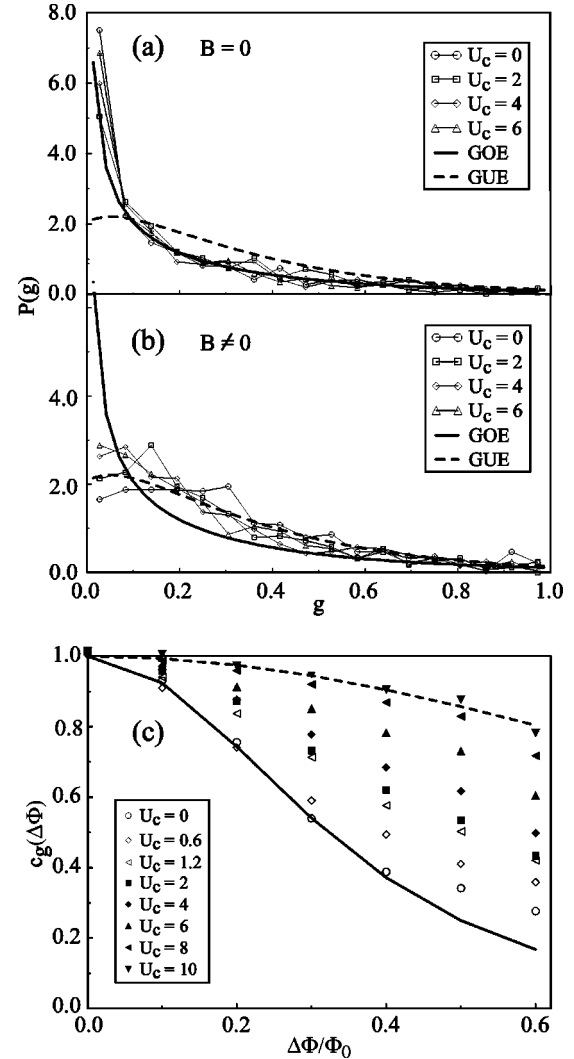 8.0
(a) B = 0
6.0
4.0
2.0
0.0
U_c = 0
U_c = 2
U_c = 4
U_c = 6
GOE
GUE
P(g)
(b) B ≠ 0
4.0
2.0
0.0
U_c = 0
U_c = 2
U_c = 4
U_c = 6
GOE
GUE
0.0 0.2 0.4 0.6 0.8 1.0
g
1.0
0.8
0.6
0.4
0.2
0.0
(c)
c_g(ΔΦ)
U_c = 0
U_c = 0.6
U_c = 1.2
U_c = 2
U_c = 4
U_c = 6
U_c = 8
U_c = 10
0.0 0.2 0.4 0.6
ΔΦ/Φ_0